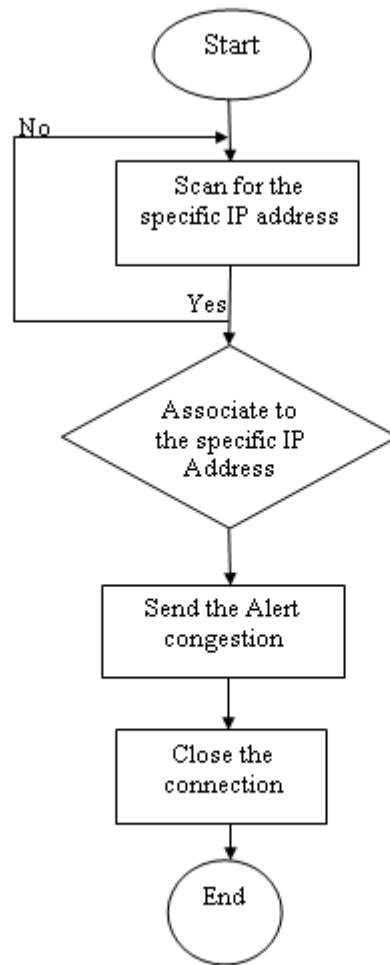 Start
No
Scan for the
specific IP address
Yes
Associate to
the specific IP
Address
Send the Alert
congestion
Close the
connection
End